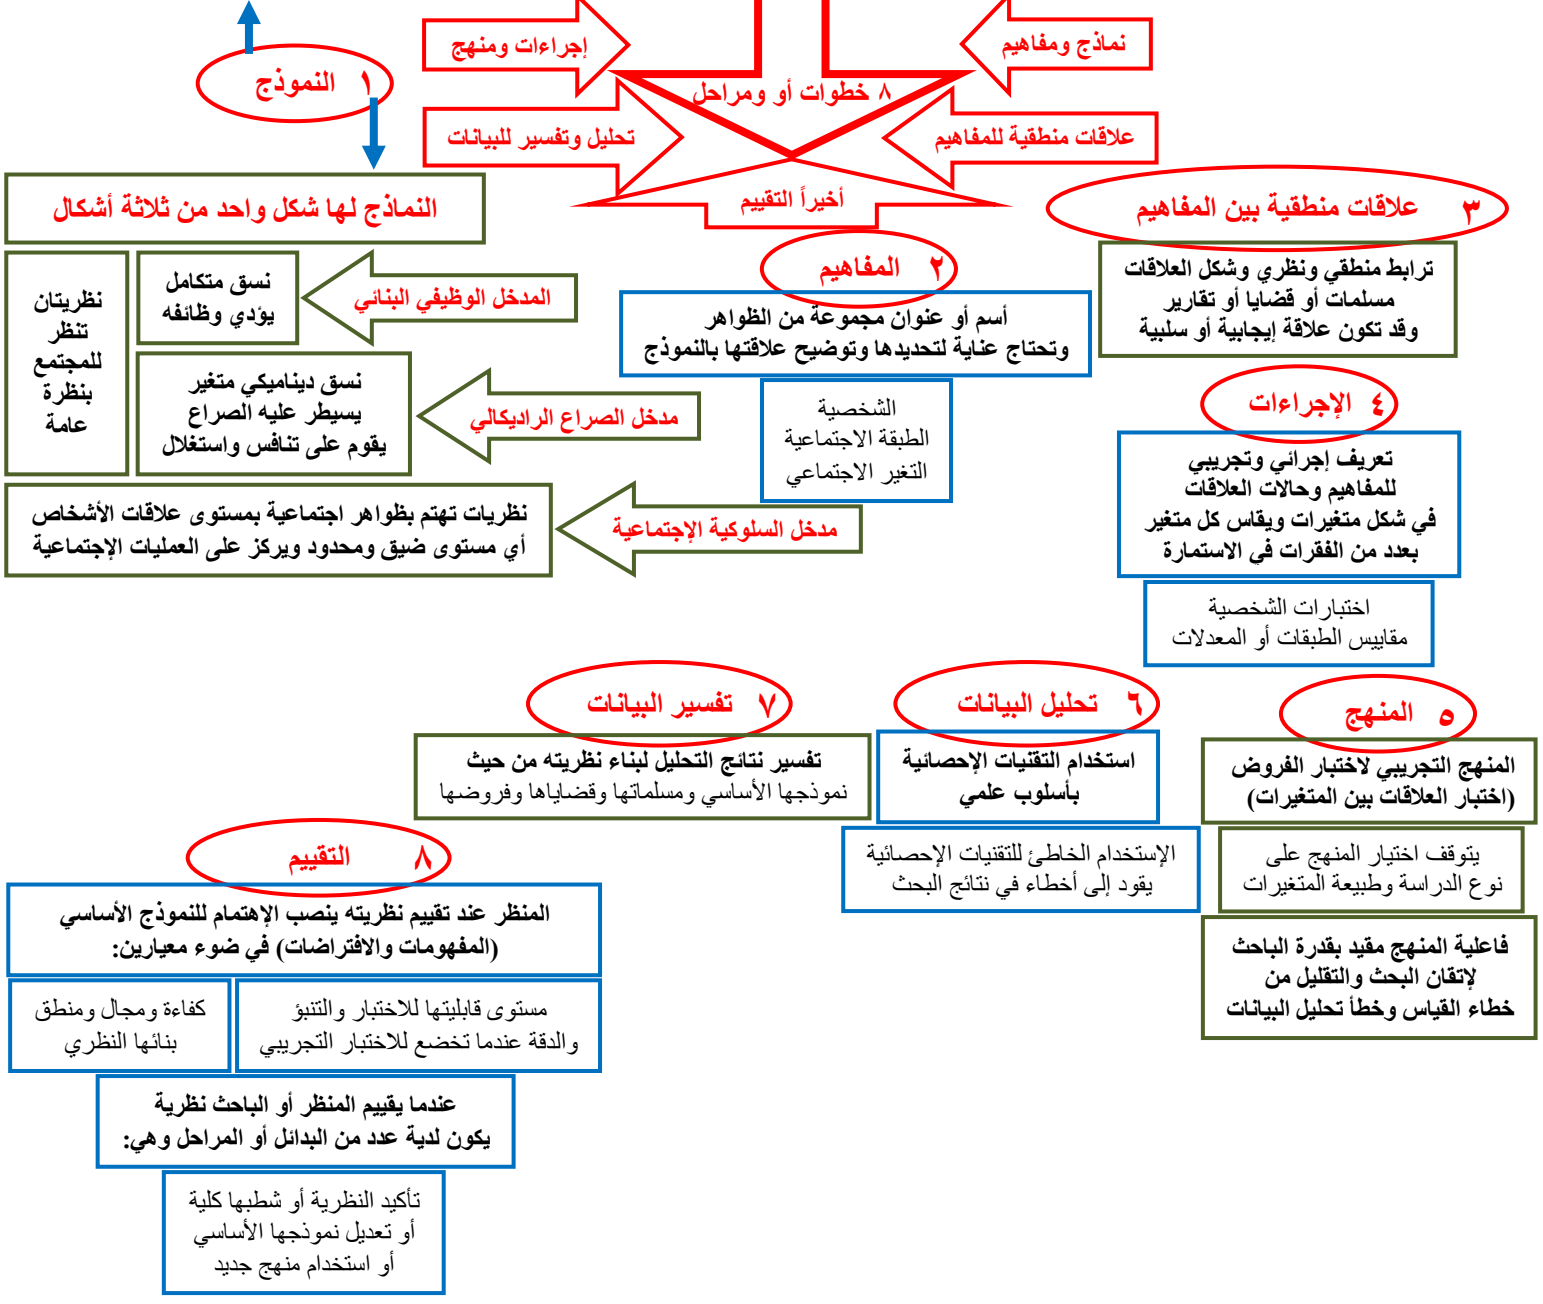 نماذج ومفاهيم
إجراءات ومنهج
٨ خطوات أو ومراحل
علاقات منطقية للمفاهيم
تحليل وتفسير للبيانات
أخيراً التقييم
١ النموذج
النماذج لها شكل واحد من ثلاثة أشكال
المدخل الوظيفي البنائي
نسق متكامل
يؤدي وظائفه
مدخل الصراع الراديكالي
نسق ديناميكي متغير
يسيطر عليه الصراع
يقوم على تنافس واستغلال
نظريتان
تنظر
للمجتمع
بنظرة
عامة
مدخل السلوكية الإجتماعية
نظريات تهتم بظواهر اجتماعية بمستوى علاقات الأشخاص
أي مستوى ضيق ومحدود ويركز على العمليات الإجتماعية
٢ المفاهيم
أسم أو عنوان مجموعة من الظواهر
وتحتاج عناية لتحديدها وتوضيح علاقتها بالنموذج
الشخصية
الطبقة الاجتماعية
التغير الاجتماعي
٣ علاقات منطقية بين المفاهيم
ترابط منطقي ونظري وشكل العلاقات
مسلمات أو قضايا أو تقارير
وقد تكون علاقة إيجابية أو سلبية
٤ الإجراءات
تعريف إجرائي وتجريبي
للمفاهيم وحالات العلاقات
في شكل متغيرات ويقاس كل متغير
بعدد من الفقرات في الاستمارة
اختبارات الشخصية
مقاييس الطبقات أو المعدلات
٥ المنهج
المنهج التجريبي لاختبار الفروض
(اختبار العلاقات بين المتغيرات)
يتوقف اختيار المنهج على
نوع الدراسة وطبيعة المتغيرات
فاعلية المنهج مقيد بقدرة الباحث
لإتقان البحث والتقليل من
خطاء القياس وخطأ تحليل البيانات
٦ تحليل البيانات
استخدام التقنيات الإحصائية
بأسلوب علمي
الإستخدام الخاطئ للتقنيات الإحصائية
يقود إلى أخطاء في نتائج البحث
٧ تفسير البيانات
تفسير نتائج التحليل لبناء نظريته من حيث
نموذجها الأساسي ومسلماتها وقضاياها وفروضها
٨ التقييم
المنظر عند تقييم نظريته ينصب الإهتمام للنموذج الأساسي
(المفهومات والافتراضات) في ضوء معيارين:
مستوى قابليتها للاختبار والتنبؤ
والدقة عندما تخضع للاختبار التجريبي
كفاءة ومجال ومنطق
بنائها النظري
عندما يقييم المنظر أو الباحث نظرية
يكون لدية عدد من البدائل أو المراحل وهي:
تأكيد النظرية أو شطبها كلية
أو تعديل نموذجها الأساسي
أو استخدام منهج جديد